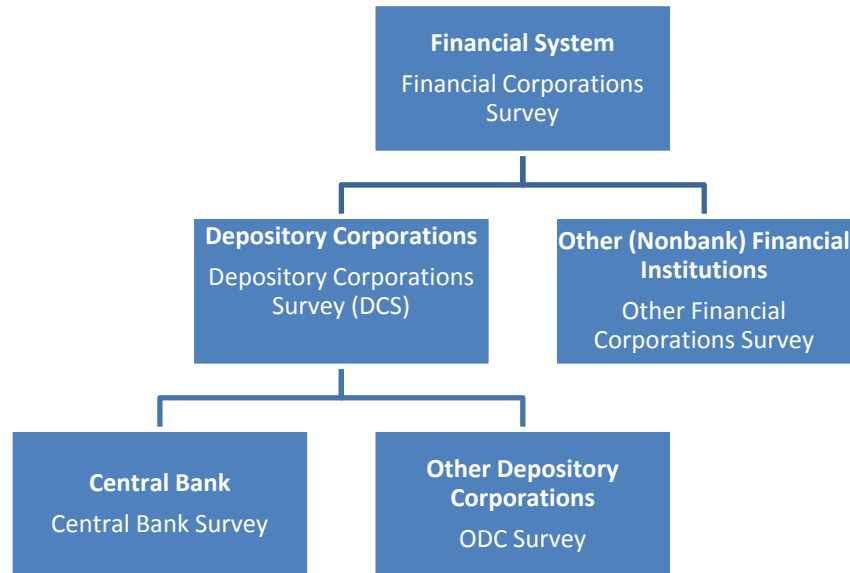 Financial System
Financial Corporations
Survey
Depository Corporations
Depository Corporations
Survey (DCS)
Other (Nonbank) Financial
Institutions
Other Financial
Corporations Survey
Central Bank
Central Bank Survey
Other Depository
Corporations
ODC Survey